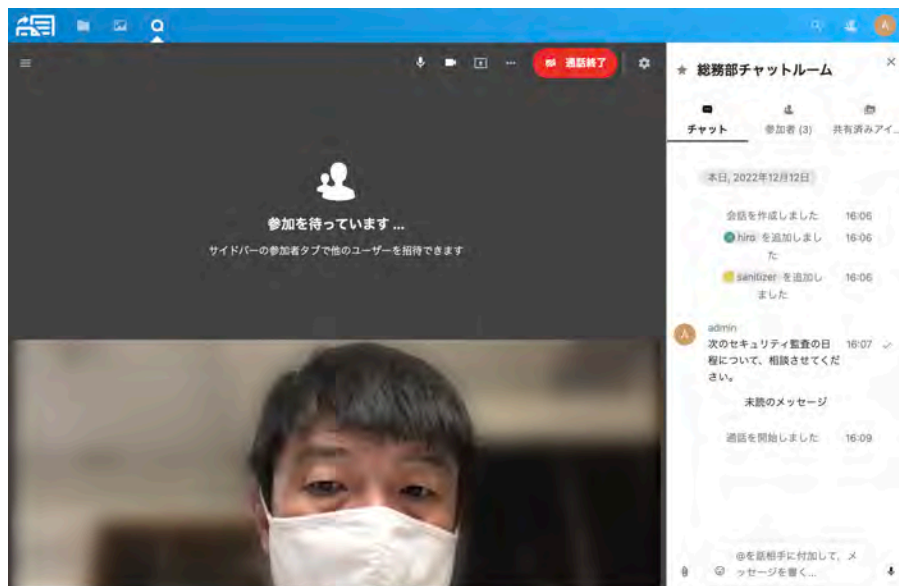 通話終了
総務部チャットルーム
チャット
参加者 (3)
共有済みアイ...
参加を待っています ...
サイドバーの参加者タブで他のユーザーを招待できます
本日, 2022年12月12日
会話を作成しました 16:06
hiro を追加しまし 16:06
た
sanitizer を追加し 16:06
ました
A
admin
次のセキュリティ監査の日 16:07
程について、相談させてくだ
さい。
未読のメッセージ
通話を開始しました 16:09
@を話相手に付加して、メ
ッセージを書く...